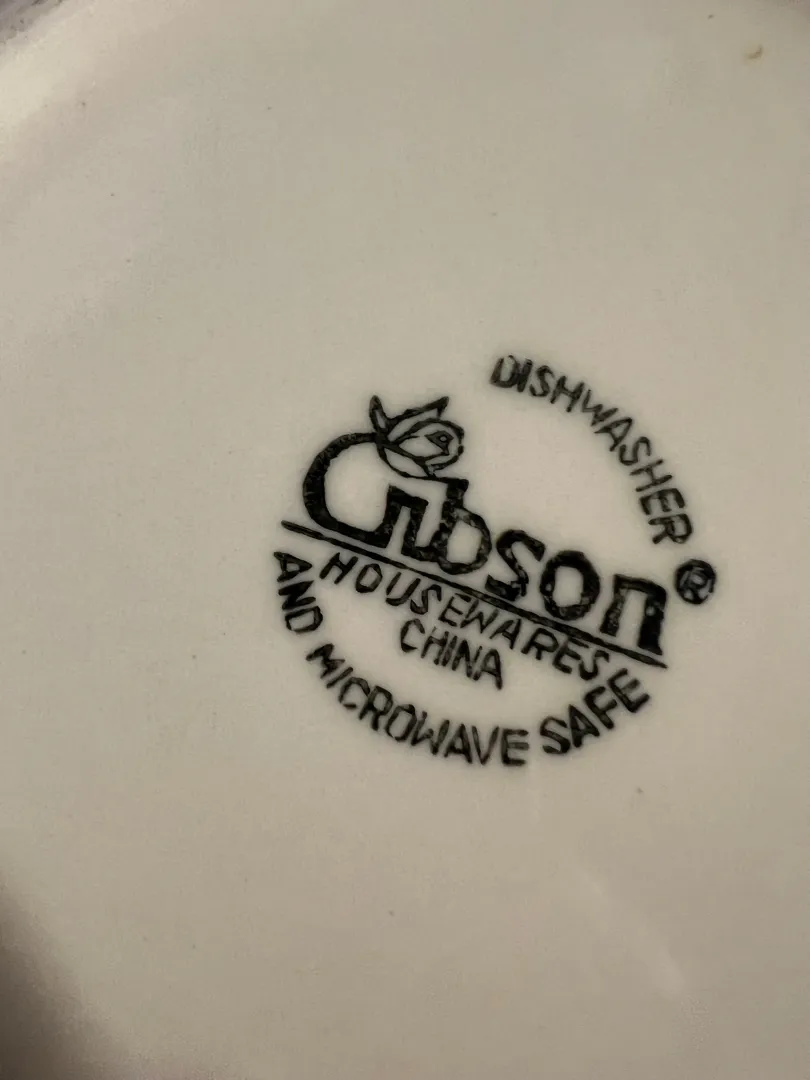 DISHWASHER
Gibson®
HOUSEWARES
CHINA
AND MICROWAVE SAFE